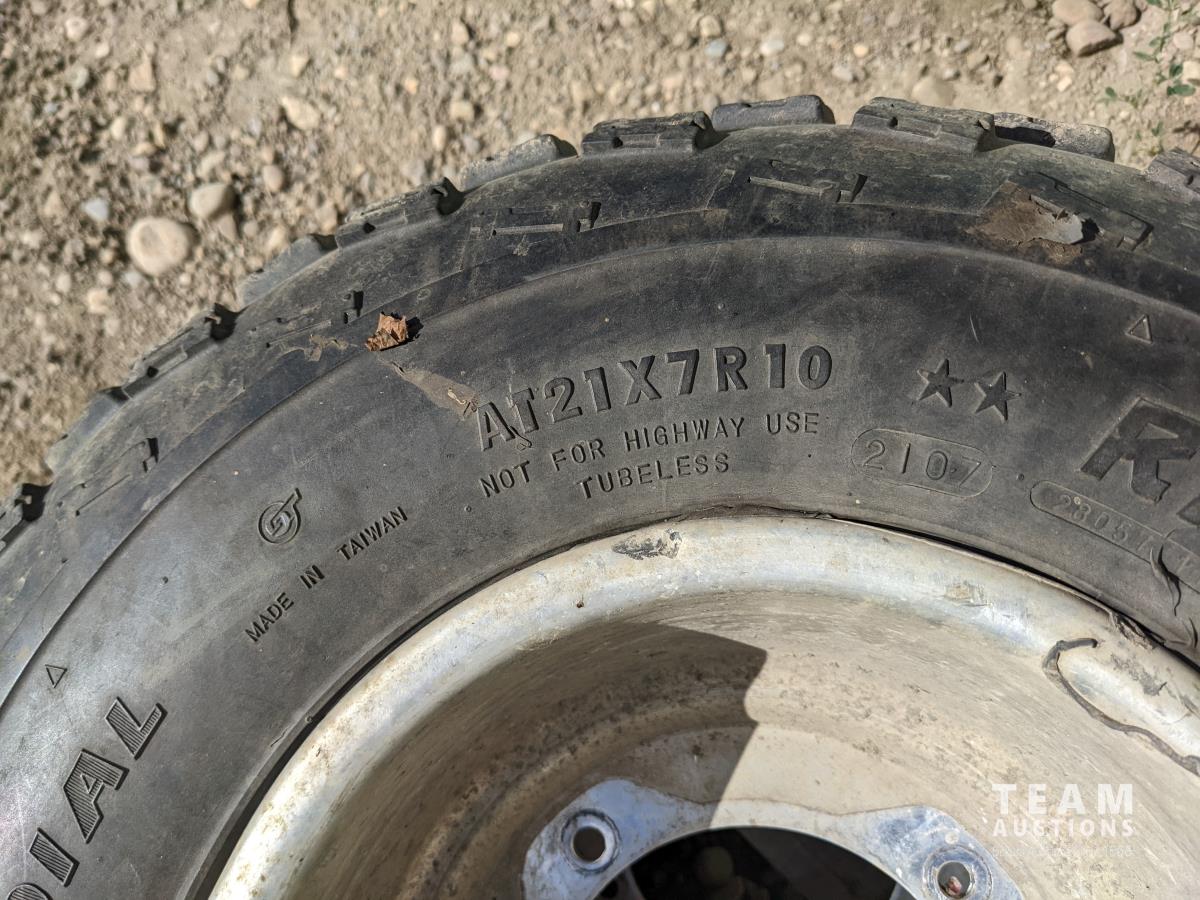 AT21X7R10
NOT FOR HIGHWAY USE
TUBELESS
2107
MADE IN TAIWAN
DIAL
TEAM
AUCTIONS